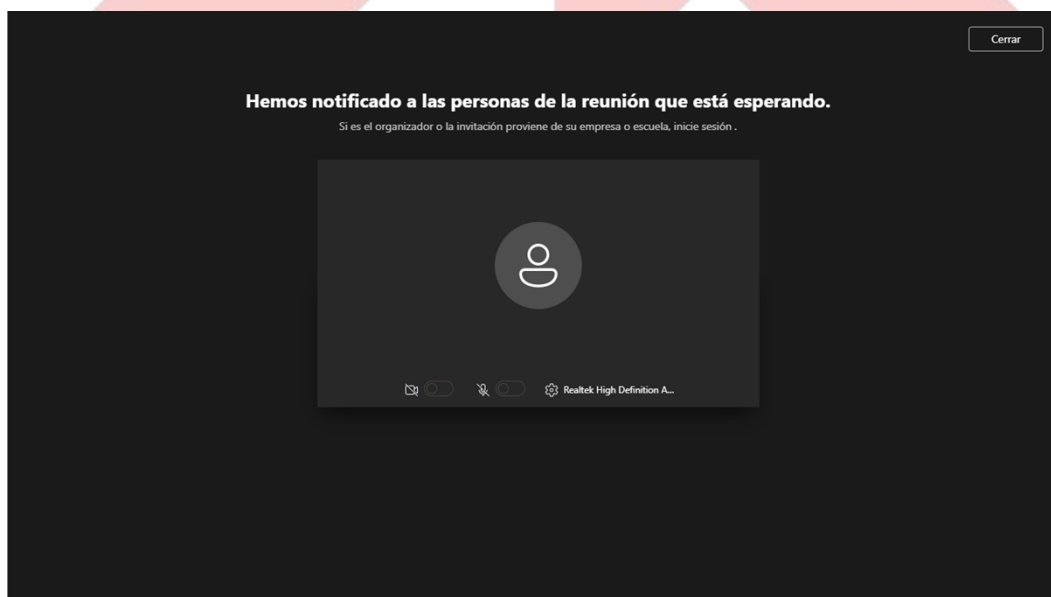 Cerrar
Hemos notificado a las personas de la reunión que está esperando.
Si es el organizador o la invitación proviene de su empresa o escuela, inicie sesión .
Realtek High Definition A...